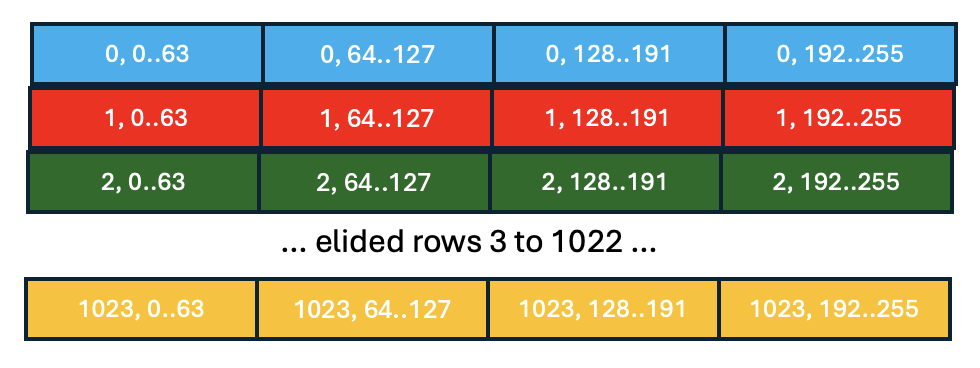 0, 0..63 0, 64..127 0, 128..191 0, 192..255
1, 0..63 1, 64..127 1, 128..191 1, 192..255
2, 0..63 2, 64..127 2, 128..191 2, 192..255
... elided rows 3 to 1022 ...
1023, 0..63 1023, 64..127 1023, 128..191 1023, 192..255